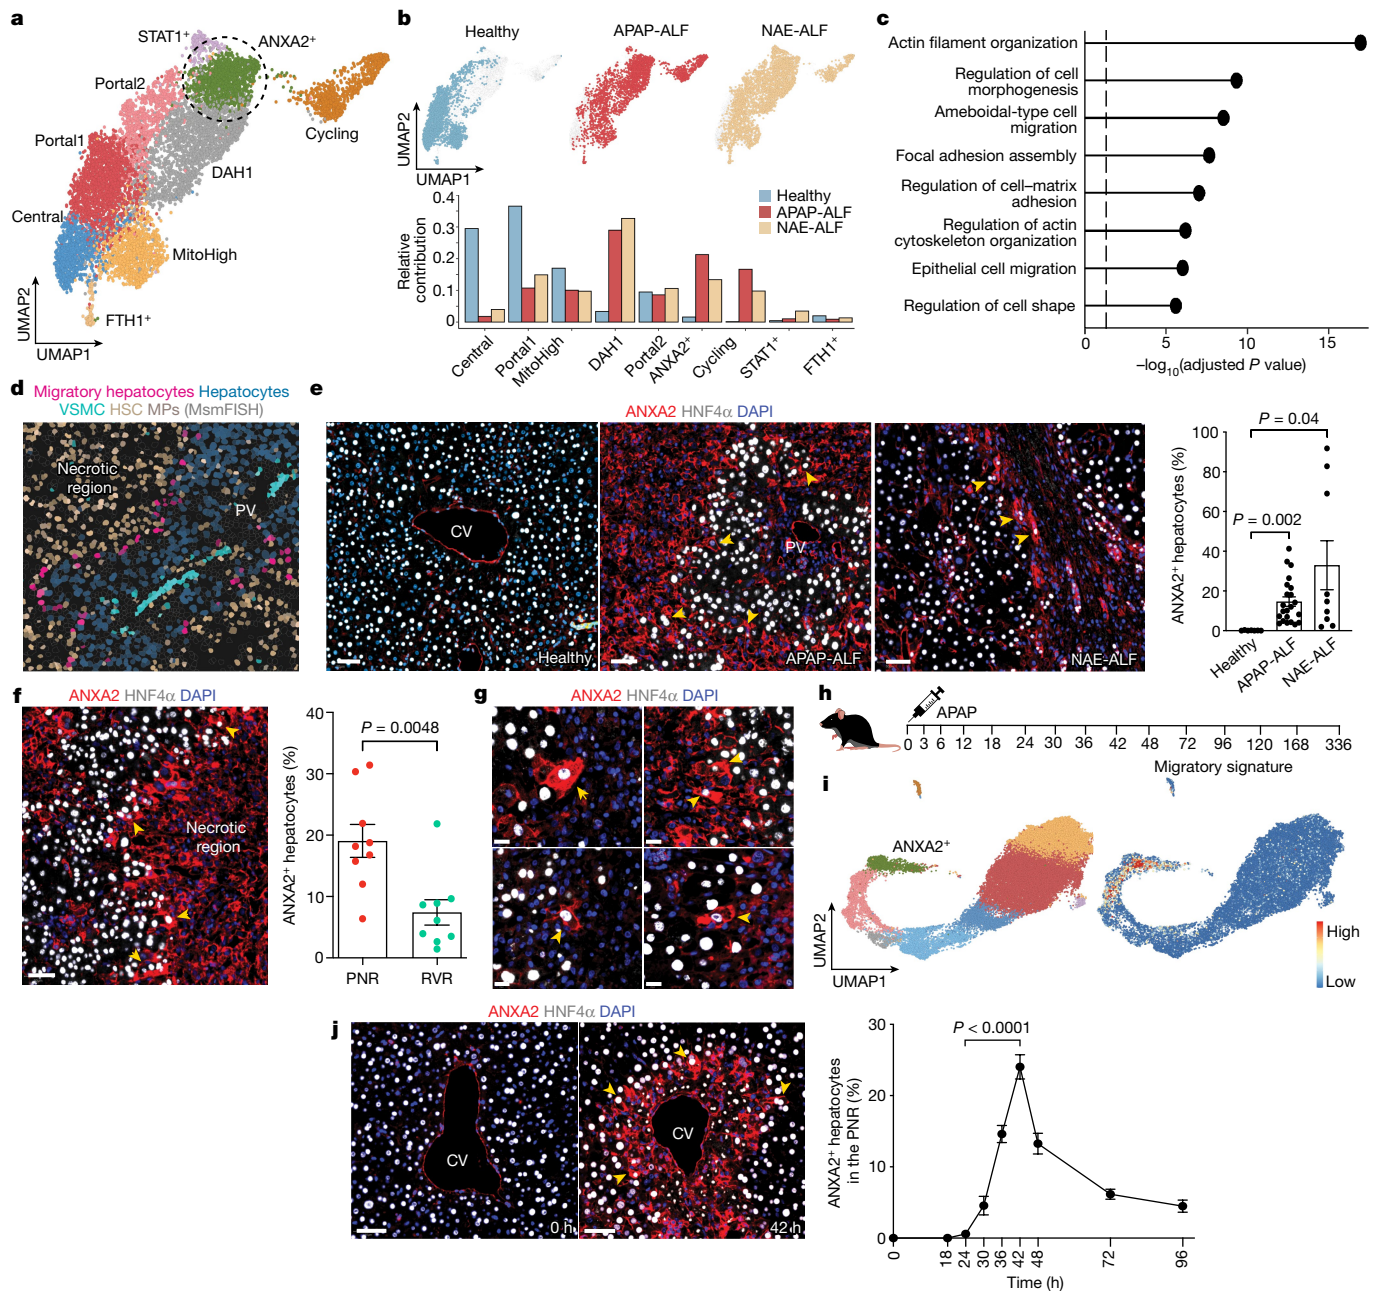 a
STAT1+
ANXA2+
Portal2
Portal1
Cycling
DAH1
Central
MitoHigh
FTH1+
UMAP2
UMAP1
b
Healthy
APAP-ALF
NAE-ALF
UMAP2
UMAP1
Healthy
APAP-ALF
NAE-ALF
Relative
contribution
0.4
0.3
0.2
0.1
0
Central
Portal1
MitoHigh
DAH1
Portal2
ANXA2+
Cycling
STAT1+
FTH1+
c
Actin filament organization
Regulation of cell
morphogenesis
Ameboidal-type cell
migration
Focal adhesion assembly
Regulation of cell–matrix
adhesion
Regulation of actin
cytoskeleton organization
Epithelial cell migration
Regulation of cell shape
0 5 10 15
–log10(adjusted P value)
d
Migratory hepatocytes Hepatocytes
VSMC HSC MPs (MsmFISH)
Necrotic
region
PV
e
ANXA2 HNF4α DAPI
CV
Healthy
PV
APAP-ALF
NAE-ALF
ANXA2+ hepatocytes (%)
P = 0.04
P = 0.002
100
80
60
40
20
0
Healthy
APAP-ALF
NAE-ALF
f
ANXA2 HNF4α DAPI
Necrotic
region
ANXA2+ hepatocytes (%)
P = 0.0048
40
30
20
10
0
PNR RVR
g
ANXA2 HNF4α DAPI
h
APAP
0 3 6 12 18 24 30 36 42 48 72 96 120 168 336
i
Migratory signature
ANXA2+
UMAP2
UMAP1
High
Low
j
ANXA2 HNF4α DAPI
CV
0 h
CV
42 h
ANXA2+ hepatocytes
in the PNR (%)
P < 0.0001
30
20
10
0
0 18 24 30 36 42 48 72 96
Time (h)